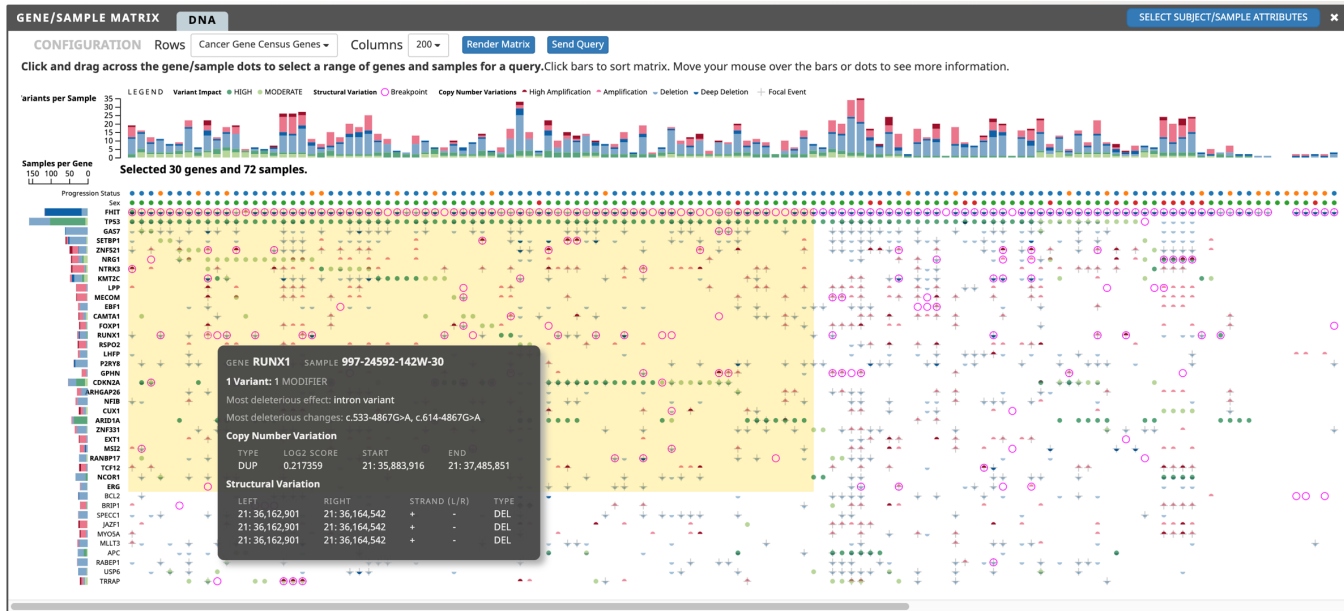 GENE/SAMPLE MATRIX DNA SELECT SUBJECT/SAMPLE ATTRIBUTES ×
CONFIGURATION Rows Cancer Gene Census Genes Columns 200 Render Matrix Send Query
Click and drag across the gene/sample dots to select a range of genes and samples for a query.Click bars to sort matrix. Move your mouse over the bars or dots to see more information.
LEGEND Variant Impact HIGH MODERATE Structural Variation Breakpoint Copy Number Variations High Amplification Amplification Deletion Deep Deletion Focal Event
ariants per Sample 35
30
25
20
15
10
5
0
Samples per Gene
150 100 50 0
Selected 30 genes and 72 samples.
Progression Status
Sex
FHIT
TP53
GAS7
SETBP1
ZNF521
NRG1
NTRK3
KMT2C
LPP
MECOM
EBF1
CAMTA1
FOXP1
RUNX1
RSPO2
LHFP
P2RY8
GPHN
CDKN2A
ARHGAP26
NFIB
CUX1
ARID1A
ZNF331
EXT1
MSI2
RANBP17
TCF12
NCOR1
ERG
BCL2
BRIP1
SPECC1
JAZF1
MYO5A
MLLT3
APC
RABEP1
USP6
TRRAP
GENE RUNX1 SAMPLE 997-24592-142W-30
1 Variant: 1 MODIFIER
Most deleterious effect: intron variant
Most deleterious changes: c.533-4867G>A, c.614-4867G>A
Copy Number Variation
TYPE LOG2 SCORE START END
DUP 0.217359 21: 35,883,916 21: 37,485,851
Structural Variation
LEFT RIGHT STRAND (L/R) TYPE
21: 36,162,901 21: 36,164,542 + - DEL
21: 36,162,901 21: 36,164,542 + - DEL
21: 36,162,901 21: 36,164,542 + - DEL